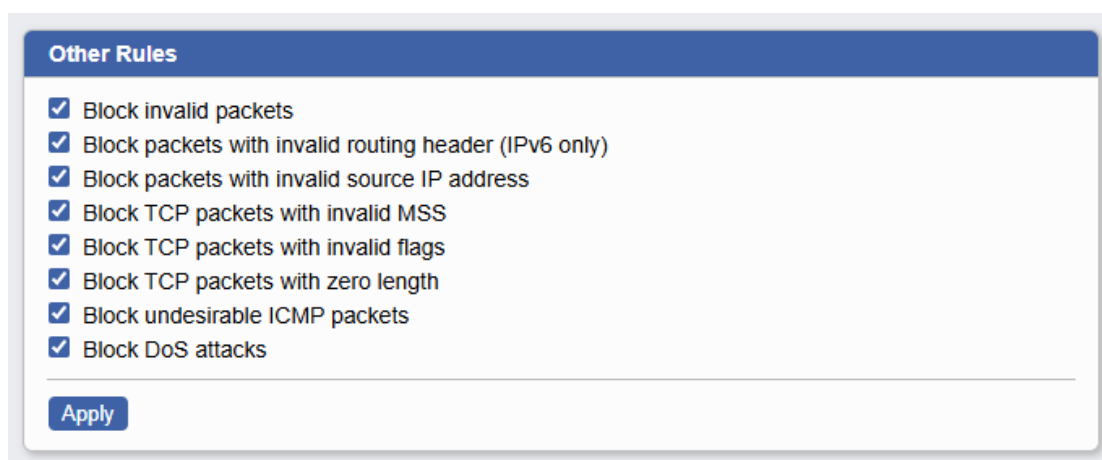 Other Rules
Block invalid packets
Block packets with invalid routing header (IPv6 only)
Block packets with invalid source IP address
Block TCP packets with invalid MSS
Block TCP packets with invalid flags
Block TCP packets with zero length
Block undesirable ICMP packets
Block DoS attacks
Apply